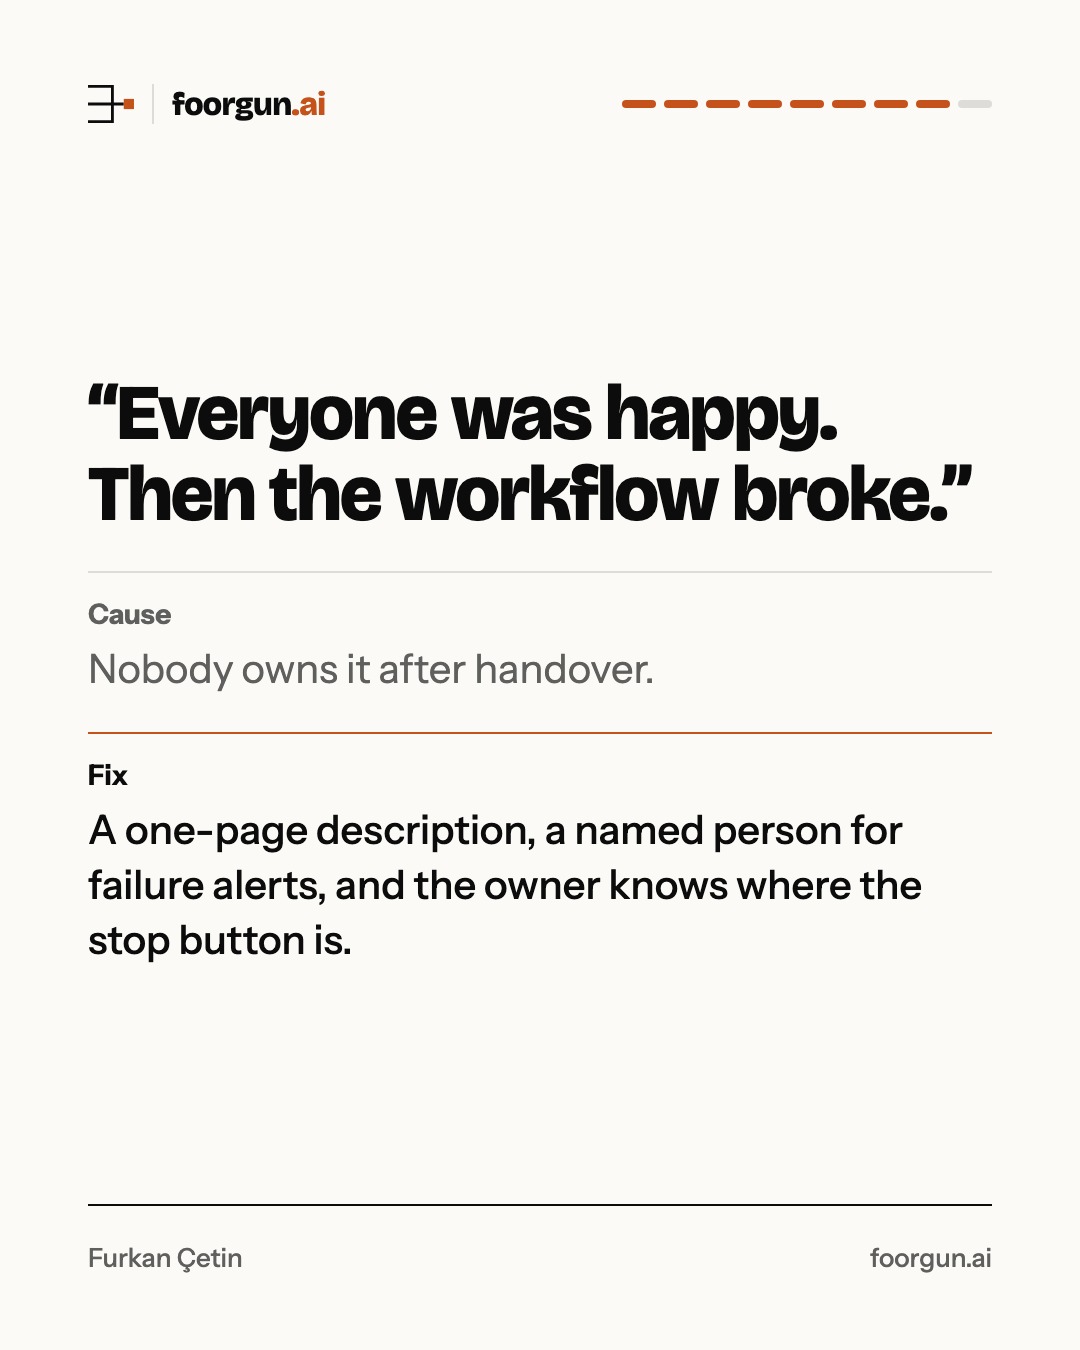 foorgun.ai
“Everyone was happy.
Then the workflow broke.”
Cause
Nobody owns it after handover.
Fix
A one-page description, a named person for
failure alerts, and the owner knows where the
stop button is.
Furkan Çetin
foorgun.ai